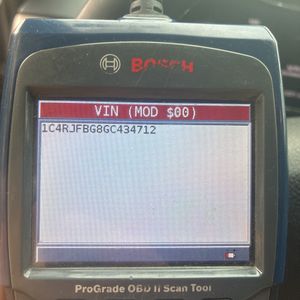 BOSCH
VIN (MOD $00)
1C4RJFBG8GC434712
ProGrade OBD II Scan Tool